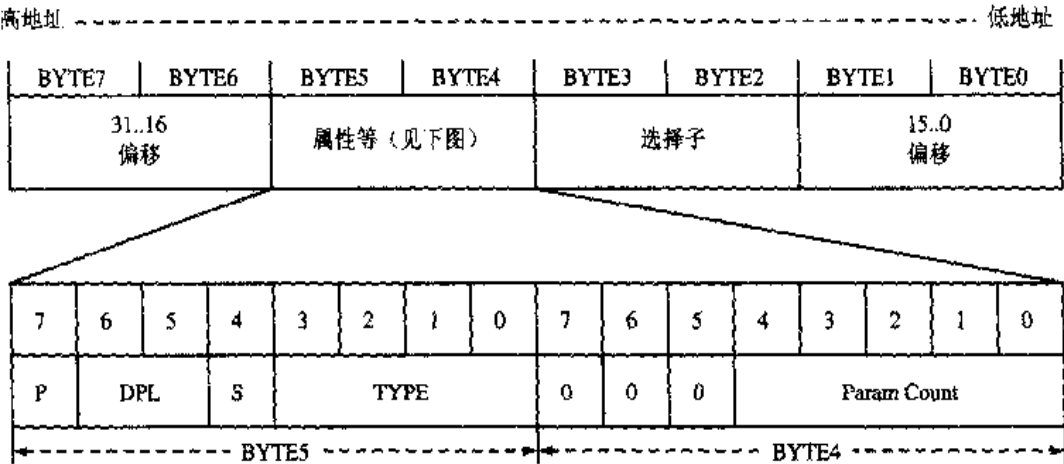 高地址 低地址
BYTE7 BYTE6 BYTE5 BYTE4 BYTE3 BYTE2 BYTE1 BYTE0
31..16 偏移 属性等（见下图） 选择子 15..0 偏移
7 6 5 4 3 2 1 0 7 6 5 4 3 2 1 0
P DPL S TYPE 0 0 0 Param Count
BYTE5 BYTE4